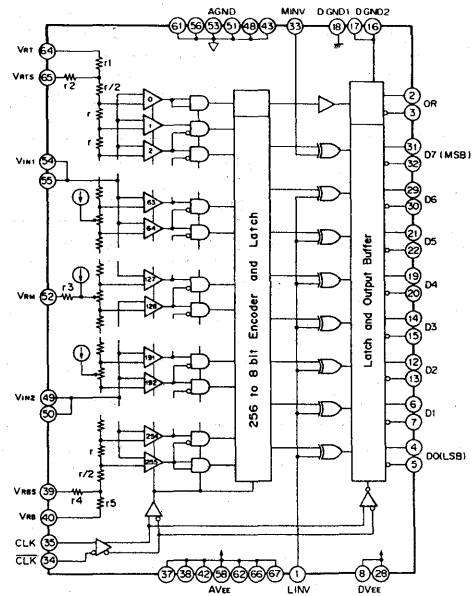 AGND
MINV
D GND1
D GND2
61 56 53 51 48 43
33
18 17 16
VRT
64
r1
VRTS
65
r2
r/2
0
2
OR
3
r
1
r
2
31
D7 (MSB)
32
VIN1
54
55
63
29
D6
30
64
21
D5
22
127
19
D4
20
VRM
52
r3
128
14
D3
15
191
12
D2
13
192
VIN2
49
50
6
D1
7
254
r
4
D0(LSB)
5
255
r/2
VRBS
39
r4
r5
VRB
40
256 to 8 bit Encoder and Latch
Latch and Output Buffer
CLK
35
CLK
34
37 38 42 58 62 66 67
AVEE
1
LINV
8 28
DVEE